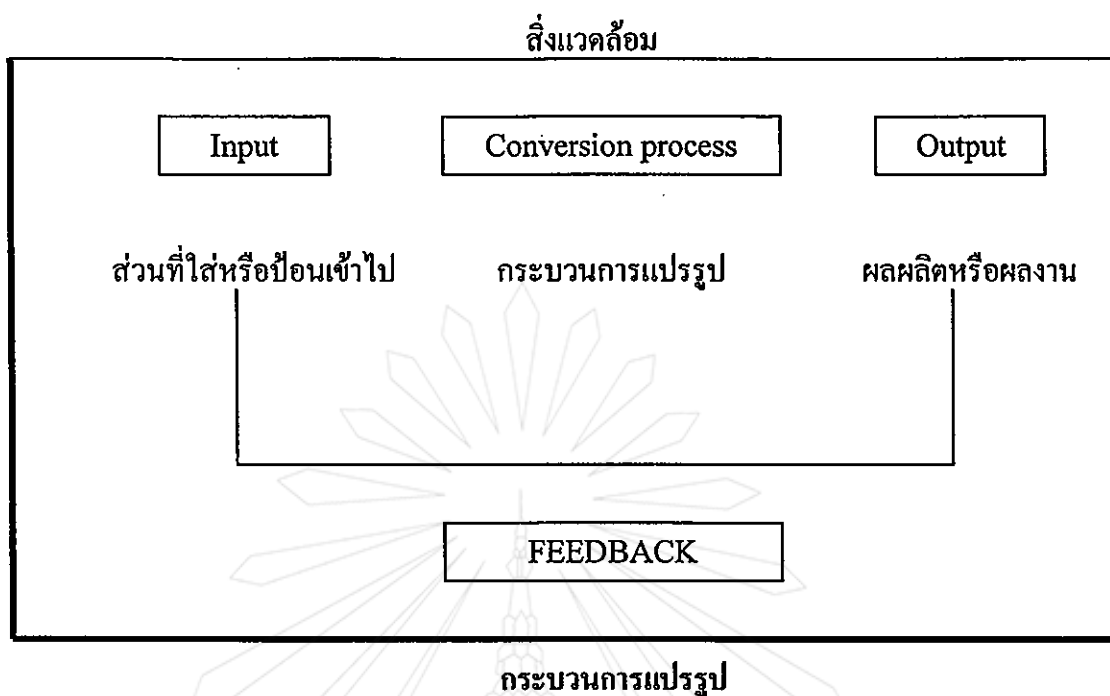 สิ่งแวดล้อม
Input Conversion process Output
ส่วนที่ใส่หรือป้อนเข้าไป กระบวนการแปรรูป ผลผลิตหรือผลงาน
FEEDBACK
กระบวนการแปรรูป